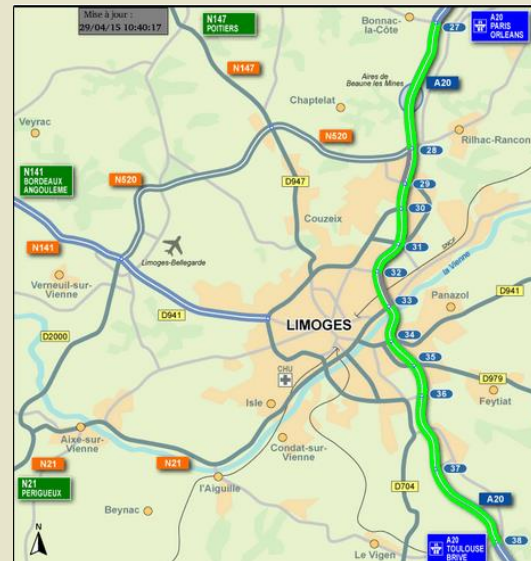 Mise à jour :
29/04/15 10:40:17
N147
POITIERS
Bonnac-
la-Côte
27
A20
PARIS
ORLEANS
N147
Aires de
Beaune les Mines
A20
Chaptelat
Veyrac
N520
Rilhac-Rancon
28
N141
BORDEAUX
ANGOULEME
N520
D947
29
30
Couzeix
SNCF
31
la Vienne
N141
Limoges-Bellegarde
32
Verneuil-sur-
Vienne
Panazol
33
D941
D941
LIMOGES
34
D2000
35
CHU
D979
36
Feytiat
Isle
Aixe-sur-
Vienne
Condat-sur-
Vienne
N21
N21
37
N21
PERIGUEUX
l'Aiguille
D704
A20
Beynac
N
38
Le Vigen
A20
TOULOUSE
BRIVE